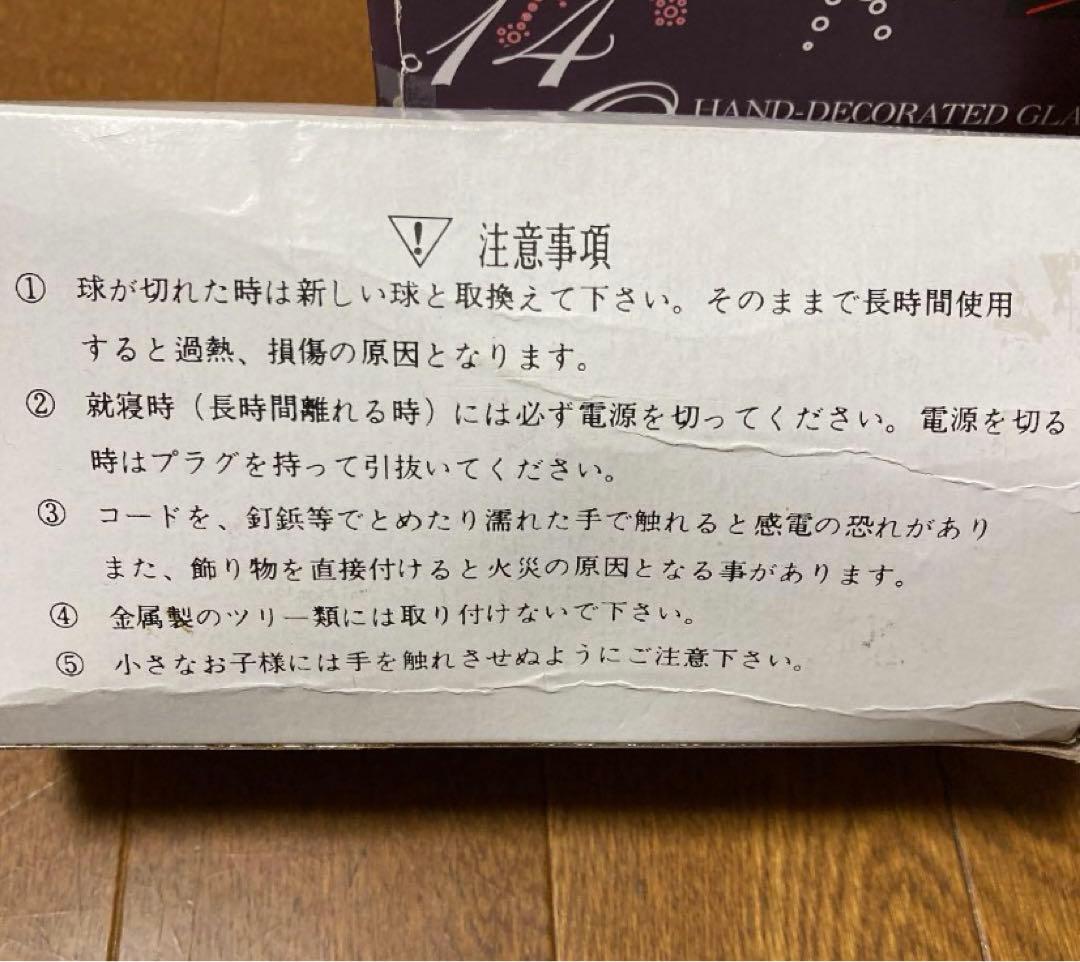 14
HAND-DECORATED GLA
注意事項
① 球が切れた時は新しい球と取換えて下さい。そのままで長時間使用
すると過熱、損傷の原因となります。
② 就寝時（長時間離れる時）には必ず電源を切ってください。電源を切る
時はプラグを持って引抜いてください。
③ コードを、釘鋲等でとめたり濡れた手で触れると感電の恐れがあり
また、飾り物を直接付けると火災の原因となる事があります。
④ 金属製のツリー類には取り付けないで下さい。
⑤ 小さなお子様には手を触れさせぬようにご注意下さい。